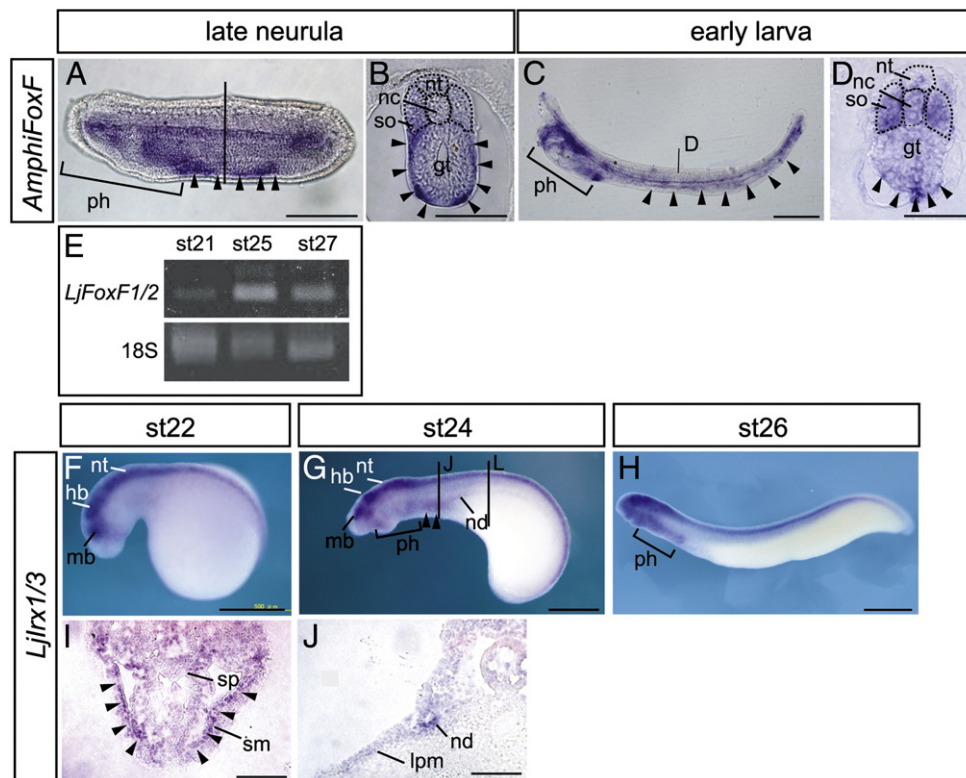 late neurula
early larva
AmphiFoxF
A
ph
B
nt
nc
so
gt
C
D
ph
D
nt
nc
so
gt
E
st21 st25 st27
LjFoxF1/2
18S
st22
st24
st26
LjIrx1/3
F
nt
hb
mb
G
nt
hb
mb
ph
J
L
nd
H
ph
I
sp
sm
J
nd
lpm